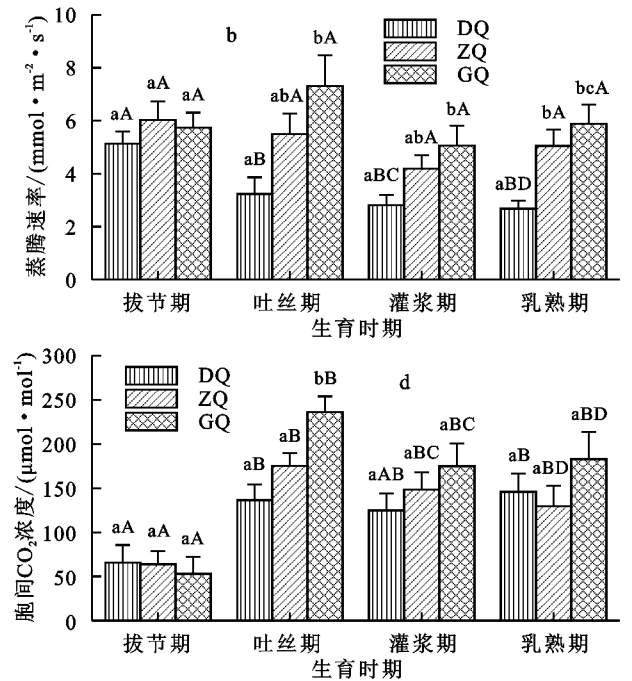 10
8
6
4
2
0
蒸腾速率/(mmol·m⁻²·s⁻¹)
b
DQ
ZQ
GQ
aA aA aA aB abA bA aBC abA bA aBD bA bcA
拔节期 吐丝期 灌浆期 乳熟期
生育时期
300
250
200
150
100
50
0
胞间CO₂浓度/(μmol·mol⁻¹)
DQ
ZQ
GQ
d
aA aA aA aB aB bB aAB aBC aBC aB aBD aBD
拔节期 吐丝期 灌浆期 乳熟期
生育时期